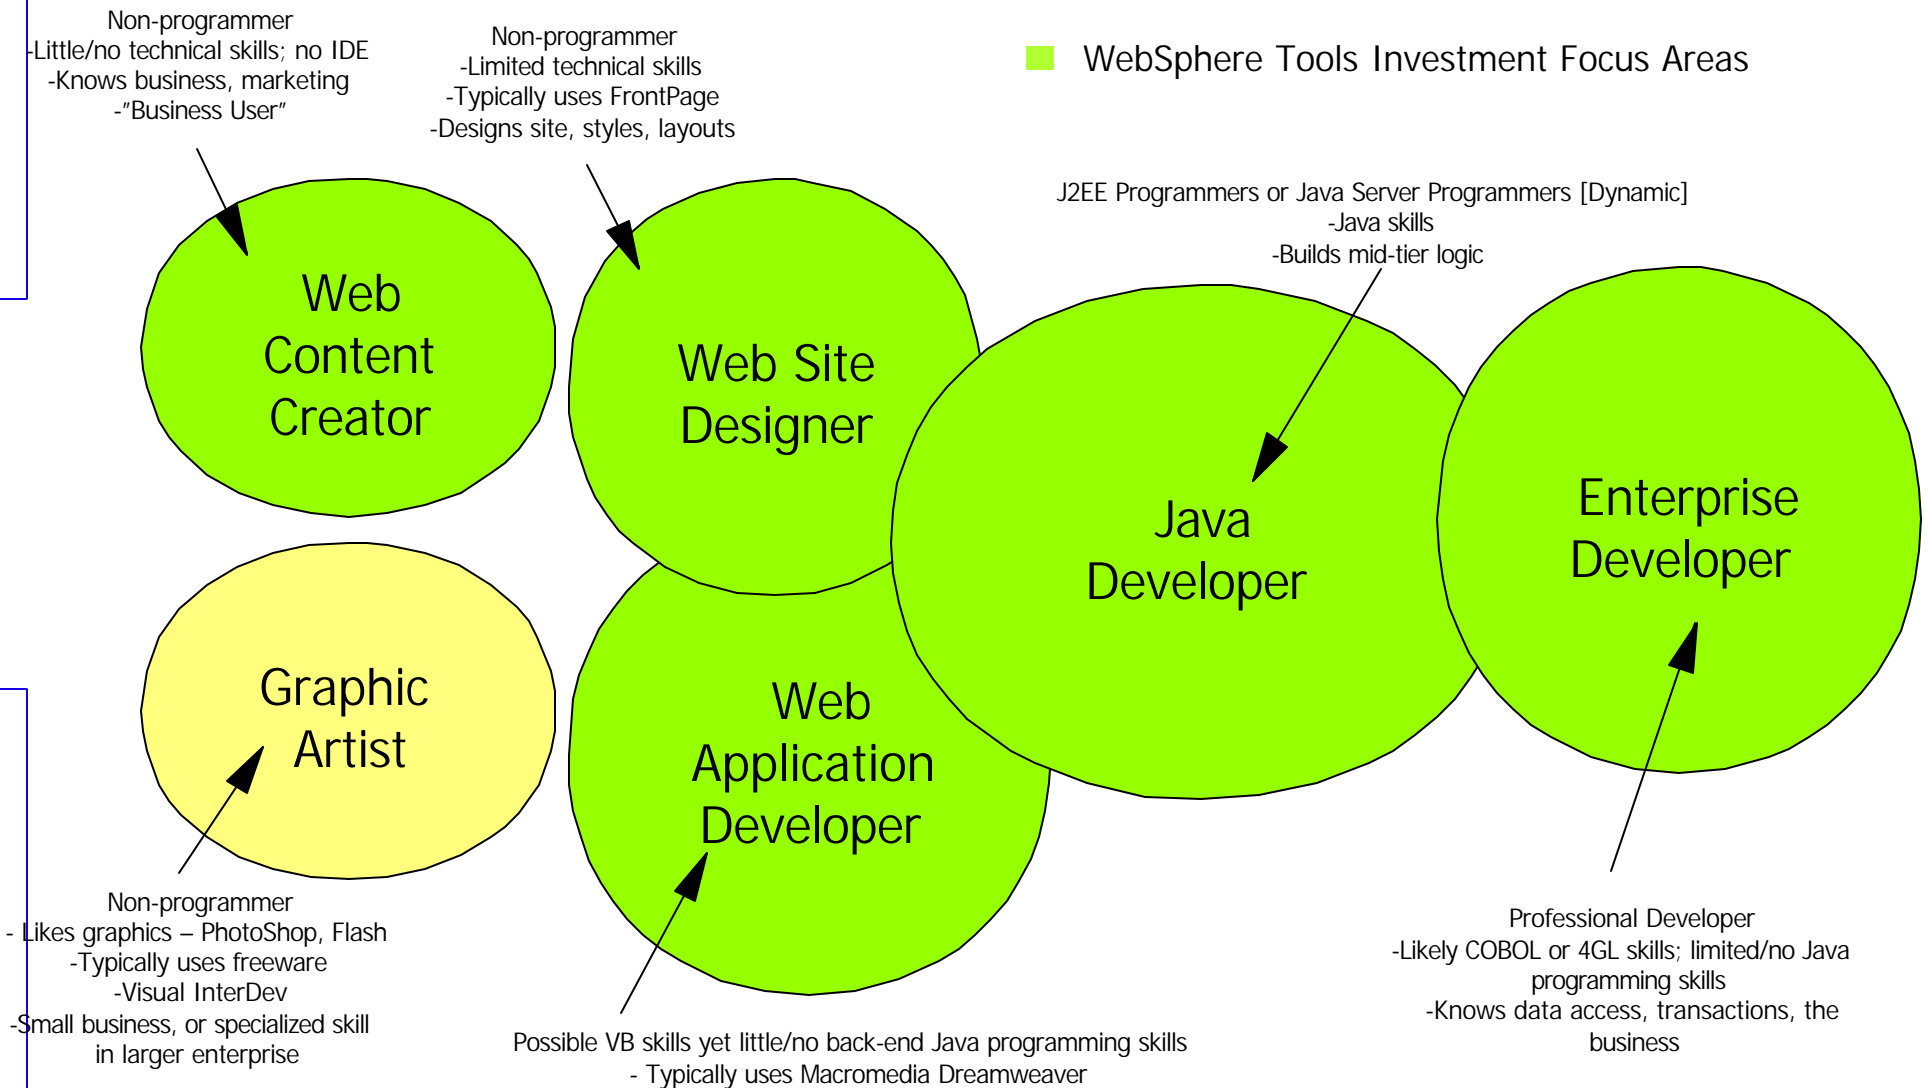 Non-programmer
-Little/no technical skills; no IDE
-Knows business, marketing
-"Business User"
Non-programmer
-Limited technical skills
-Typically uses FrontPage
-Designs site, styles, layouts
WebSphere Tools Investment Focus Areas
J2EE Programmers or Java Server Programmers [Dynamic]
-Java skills
-Builds mid-tier logic
Web
Content
Creator
Web Site
Designer
Java
Developer
Enterprise
Developer
Graphic
Artist
Web
Application
Developer
Non-programmer
- Likes graphics – PhotoShop, Flash
-Typically uses freeware
-Visual InterDev
-Small business, or specialized skill
in larger enterprise
Possible VB skills yet little/no back-end Java programming skills
- Typically uses Macromedia Dreamweaver
Professional Developer
-Likely COBOL or 4GL skills; limited/no Java
programming skills
-Knows data access, transactions, the
business